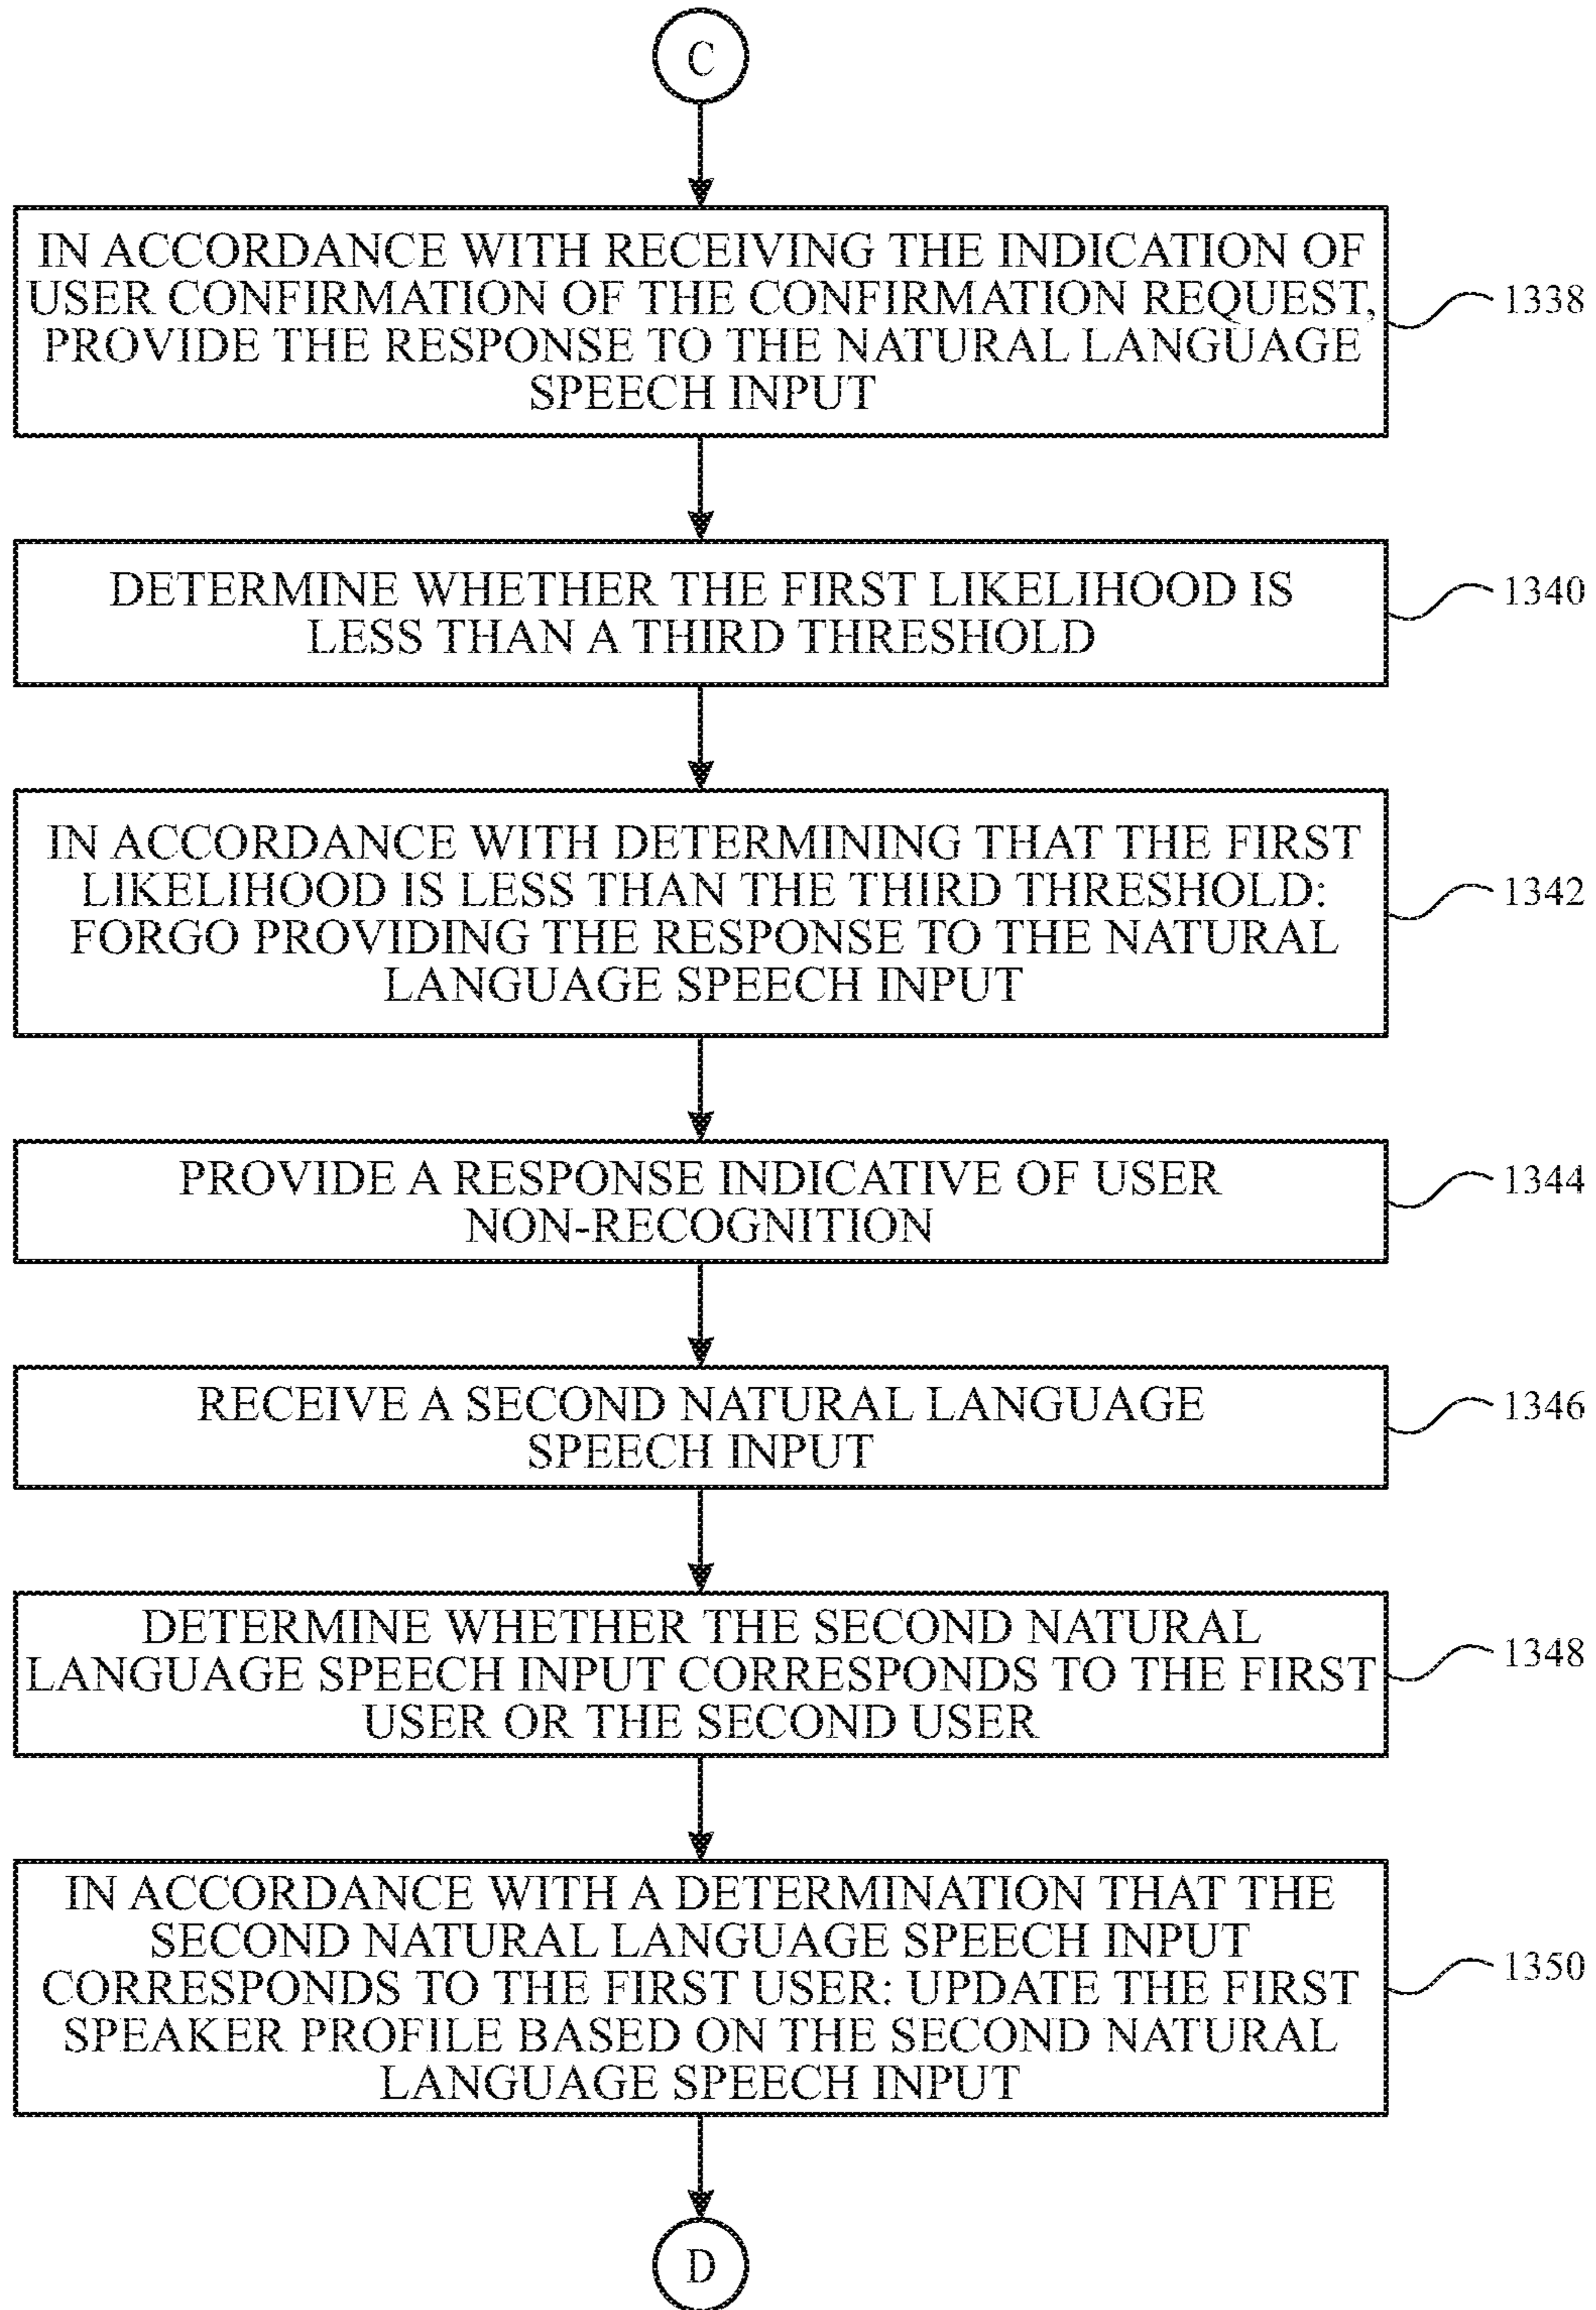 C
IN ACCORDANCE WITH RECEIVING THE INDICATION OF
USER CONFIRMATION OF THE CONFIRMATION REQUEST,
PROVIDE THE RESPONSE TO THE NATURAL LANGUAGE
SPEECH INPUT
1338
DETERMINE WHETHER THE FIRST LIKELIHOOD IS
LESS THAN A THIRD THRESHOLD
1340
IN ACCORDANCE WITH DETERMINING THAT THE FIRST
LIKELIHOOD IS LESS THAN THE THIRD THRESHOLD:
FORGO PROVIDING THE RESPONSE TO THE NATURAL
LANGUAGE SPEECH INPUT
1342
PROVIDE A RESPONSE INDICATIVE OF USER
NON-RECOGNITION
1344
RECEIVE A SECOND NATURAL LANGUAGE
SPEECH INPUT
1346
DETERMINE WHETHER THE SECOND NATURAL
LANGUAGE SPEECH INPUT CORRESPONDS TO THE FIRST
USER OR THE SECOND USER
1348
IN ACCORDANCE WITH A DETERMINATION THAT THE
SECOND NATURAL LANGUAGE SPEECH INPUT
CORRESPONDS TO THE FIRST USER: UPDATE THE FIRST
SPEAKER PROFILE BASED ON THE SECOND NATURAL
LANGUAGE SPEECH INPUT
1350
D